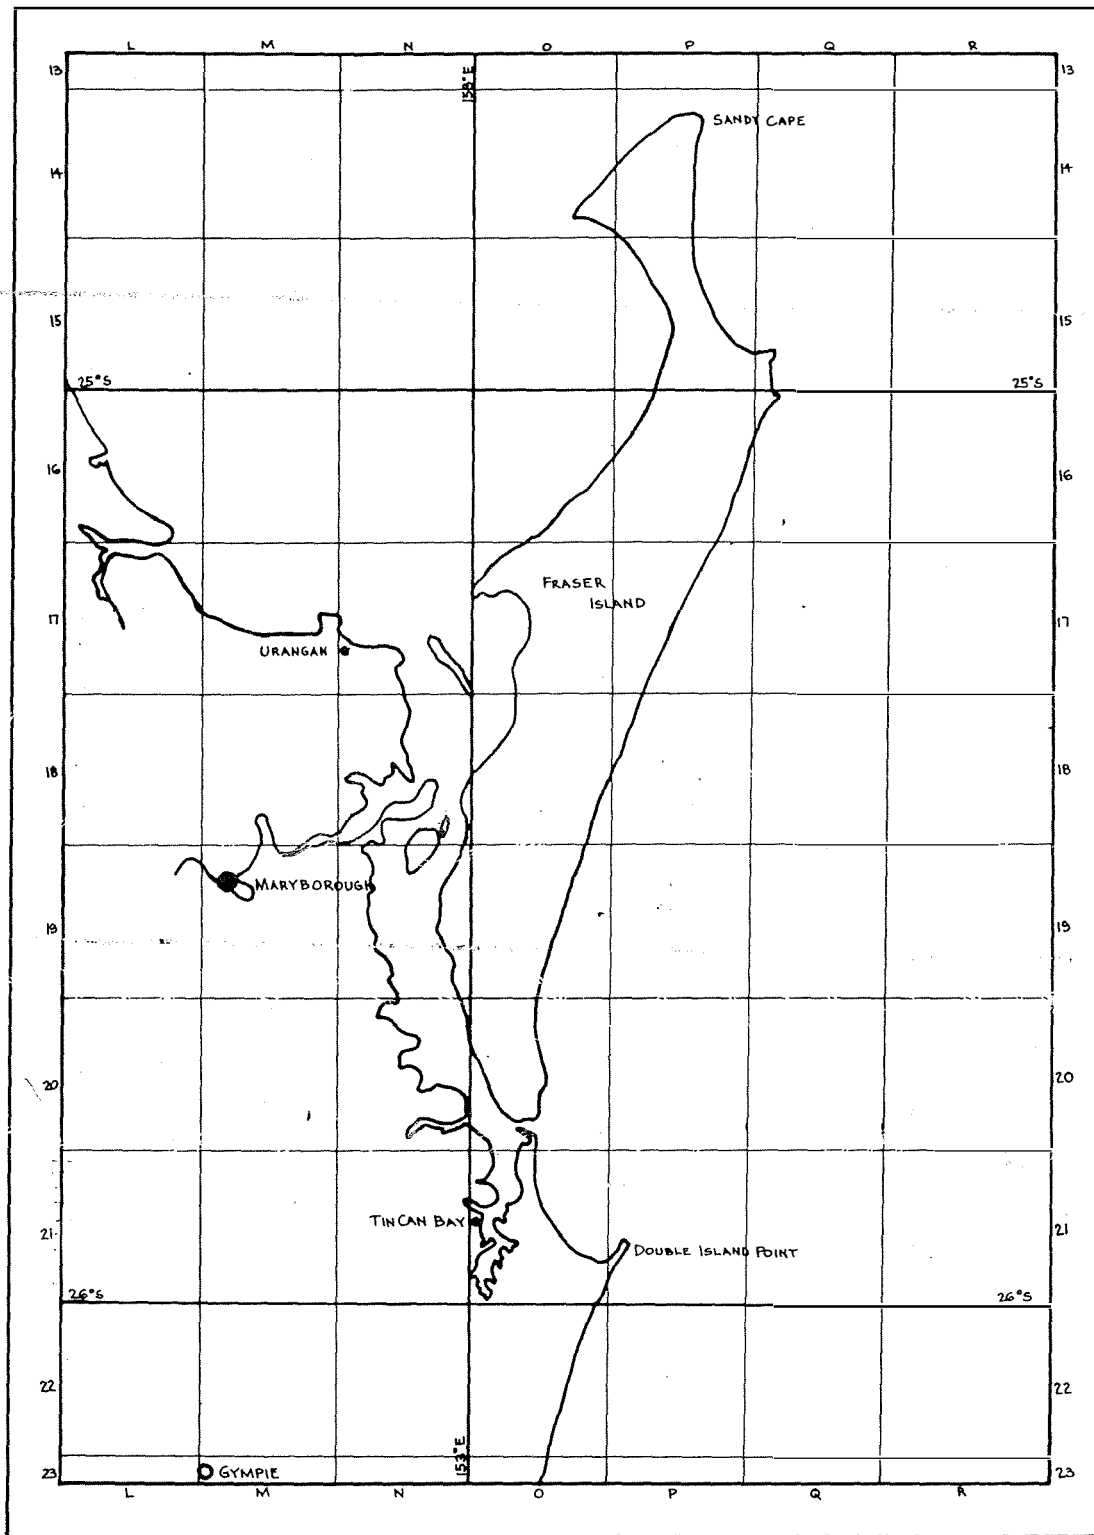 L M N O P Q R
13 153°E 13
SANDY CAPE
14 14
15 15
25°S 25°S
16 16
FRASER
ISLAND
17 17
URANGAN
18 18
MARYBOROUGH
19 19
20 20
TIN CAN BAY
21 21
DOUBLE ISLAND POINT
26°S 26°S
22 22
153°E
23 GYMPIE 23
L M N O P Q R